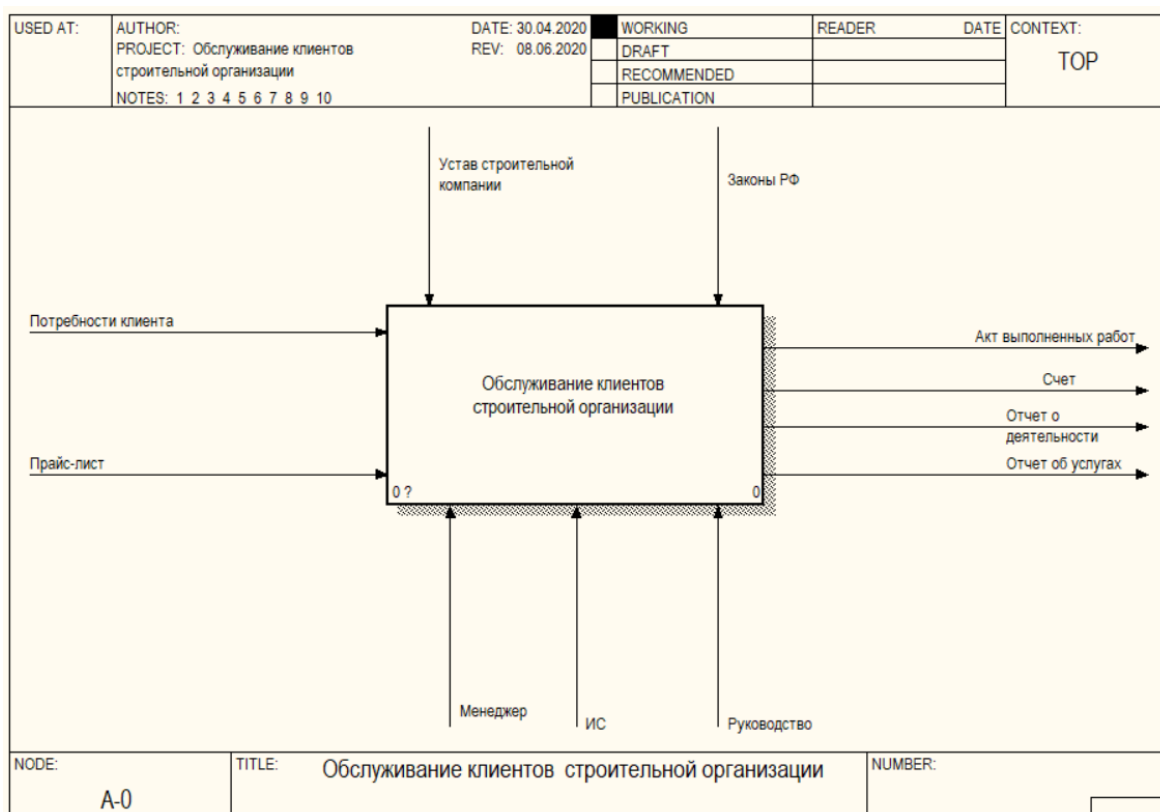 USED AT:
AUTHOR:
DATE: 30.04.2020
PROJECT: Обслуживание клиентов
строительной организации
REV: 08.06.2020
NOTES: 1 2 3 4 5 6 7 8 9 10
WORKING
DRAFT
RECOMMENDED
PUBLICATION
READER
DATE
CONTEXT:
TOP
Устав строительной
компании
Законы РФ
Потребности клиента
Прайс-лист
Обслуживание клиентов
строительной организации
0 ?
0
Акт выполненных работ
Счет
Отчет о
деятельности
Отчет об услугах
Менеджер
ИС
Руководство
NODE:
A-0
TITLE:
Обслуживание клиентов строительной организации
NUMBER: